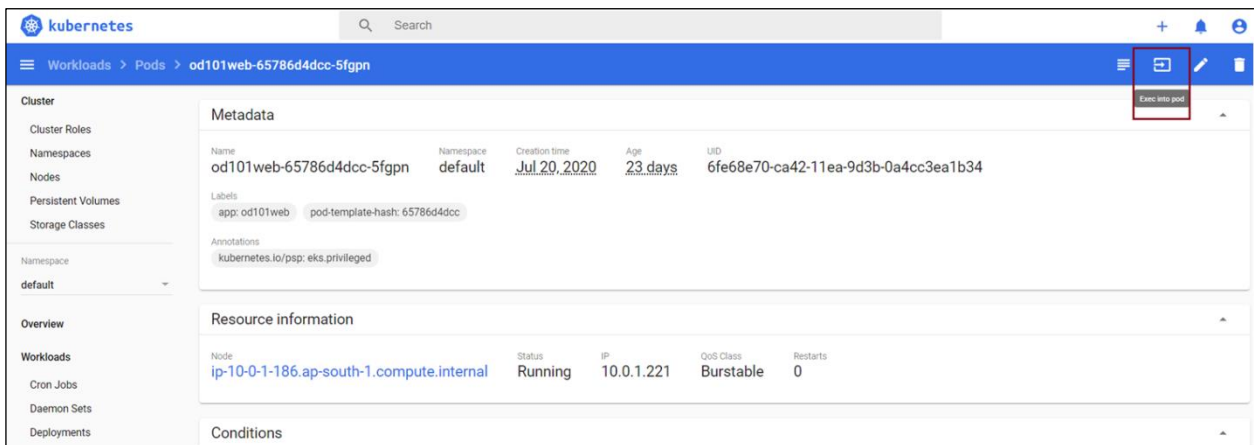 kubernetes
Search
Workloads > Pods > od101web-65786d4dcc-5fgpn
Exec into pod
Cluster
Cluster Roles
Namespaces
Nodes
Persistent Volumes
Storage Classes
Namespace
default
Overview
Workloads
Cron Jobs
Daemon Sets
Deployments
Metadata
Name Namespace Creation time Age UID
od101web-65786d4dcc-5fgpn default Jul 20, 2020 23 days 6fe68e70-ca42-11ea-9d3b-0a4cc3ea1b34
Labels
app: od101web pod-template-hash: 65786d4dcc
Annotations
kubernetes.io/psp: eks.privileged
Resource information
Node Status IP QoS Class Restarts
ip-10-0-1-186.ap-south-1.compute.internal Running 10.0.1.221 Burstable 0
Conditions